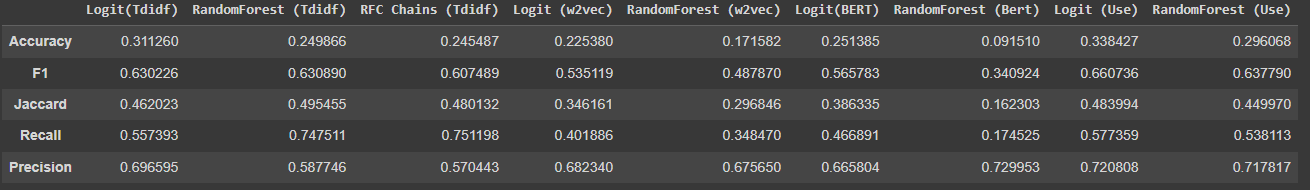 Logit(Tdidf) RandomForest (Tdidf) RFC Chains (Tdidf) Logit (w2vec) RandomForest (w2vec) Logit(BERT) RandomForest (Bert) Logit (Use) RandomForest (Use)
Accuracy 0.311260 0.249866 0.245487 0.225380 0.171582 0.251385 0.091510 0.338427 0.296068
F1 0.630226 0.630890 0.607489 0.535119 0.487870 0.565783 0.340924 0.660736 0.637790
Jaccard 0.462023 0.495455 0.480132 0.346161 0.296846 0.386335 0.162303 0.483994 0.449970
Recall 0.557393 0.747511 0.751198 0.401886 0.348470 0.466891 0.174525 0.577359 0.538113
Precision 0.696595 0.587746 0.570443 0.682340 0.675650 0.665804 0.729953 0.720808 0.717817